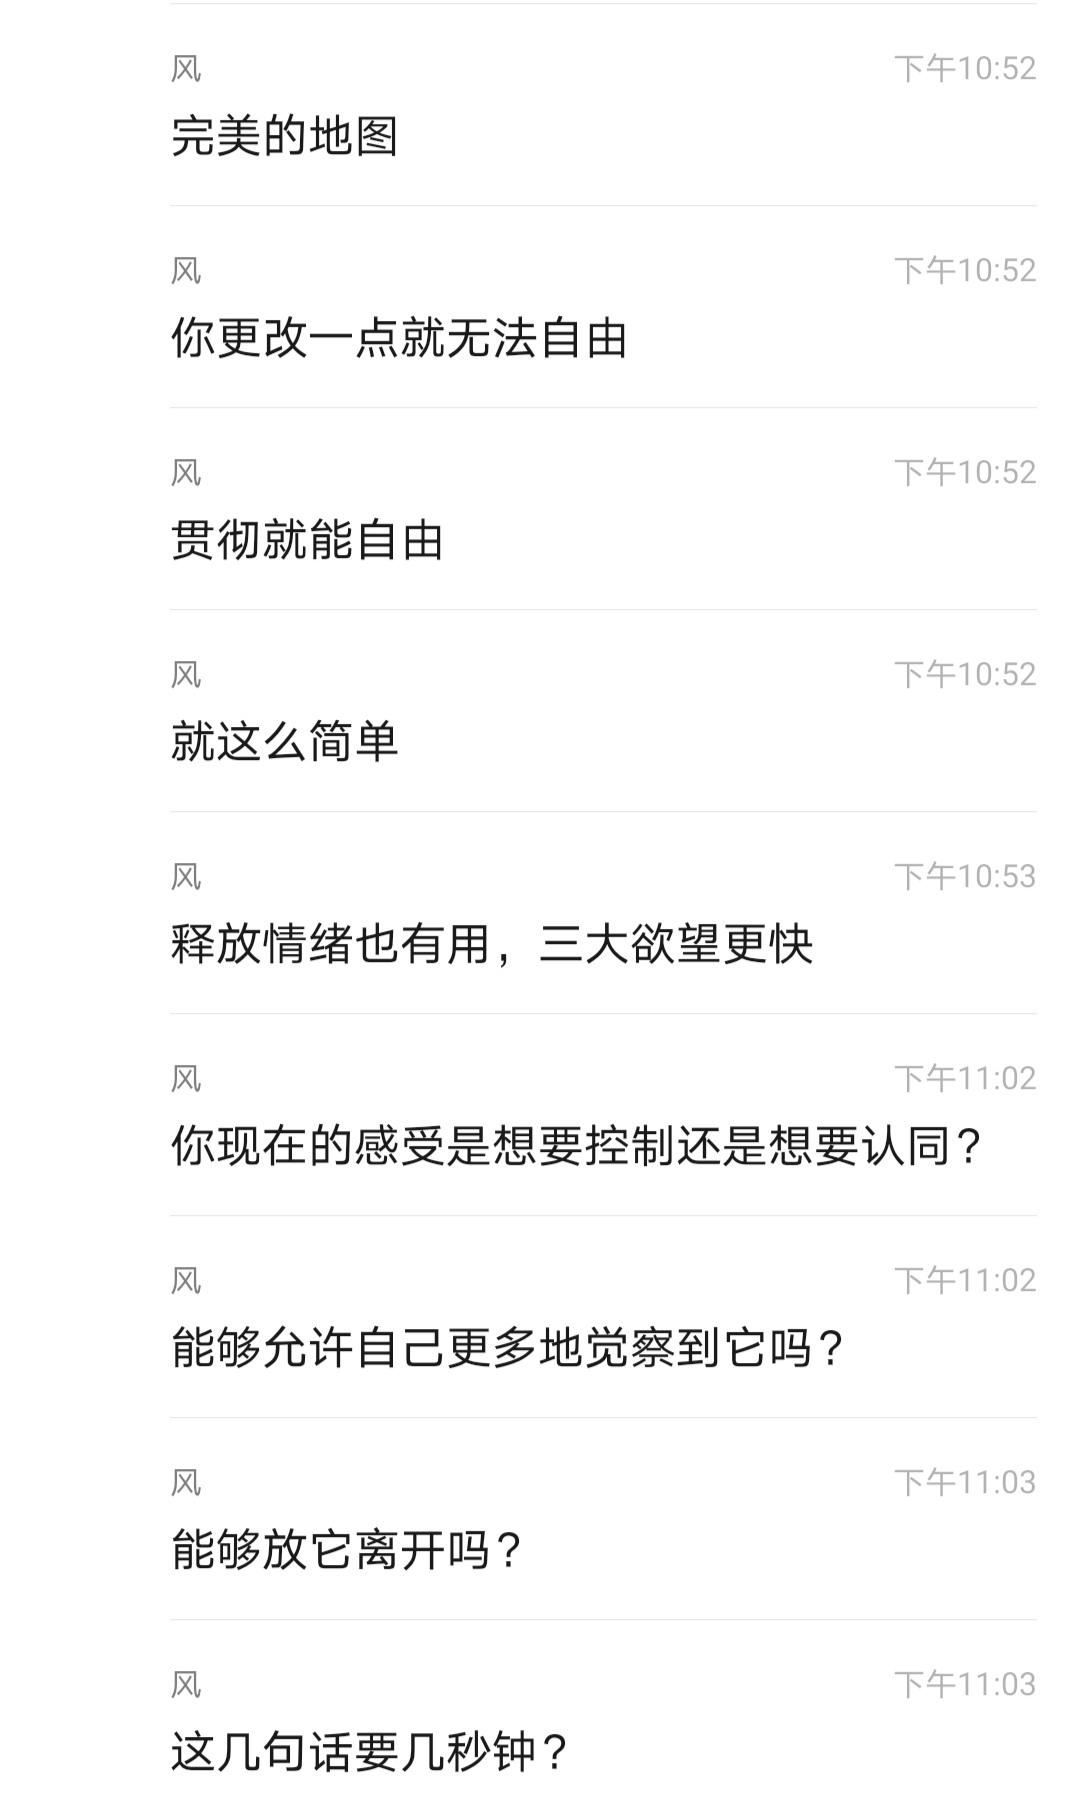 风 下午10:52
完美的地图
风 下午10:52
你更改一点就无法自由
风 下午10:52
贯彻就能自由
风 下午10:52
就这么简单
风 下午10:53
释放情绪也有用，三大欲望更快
风 下午11:02
你现在的感受是想要控制还是想要认同？
风 下午11:02
能够允许自己更多地觉察到它吗？
风 下午11:03
能够放它离开吗？
风 下午11:03
这几句话要几秒钟？